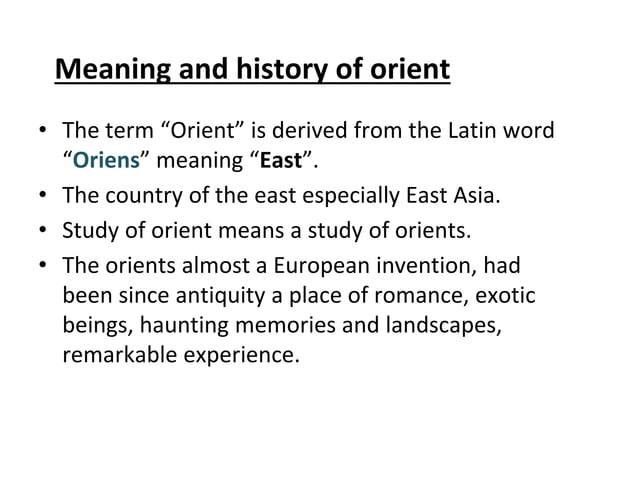 Meaning and history of orient
• The term “Orient” is derived from the Latin word
“Oriens” meaning “East”.
• The country of the east especially East Asia.
• Study of orient means a study of orients.
• The orients almost a European invention, had
been since antiquity a place of romance, exotic
beings, haunting memories and landscapes,
remarkable experience.